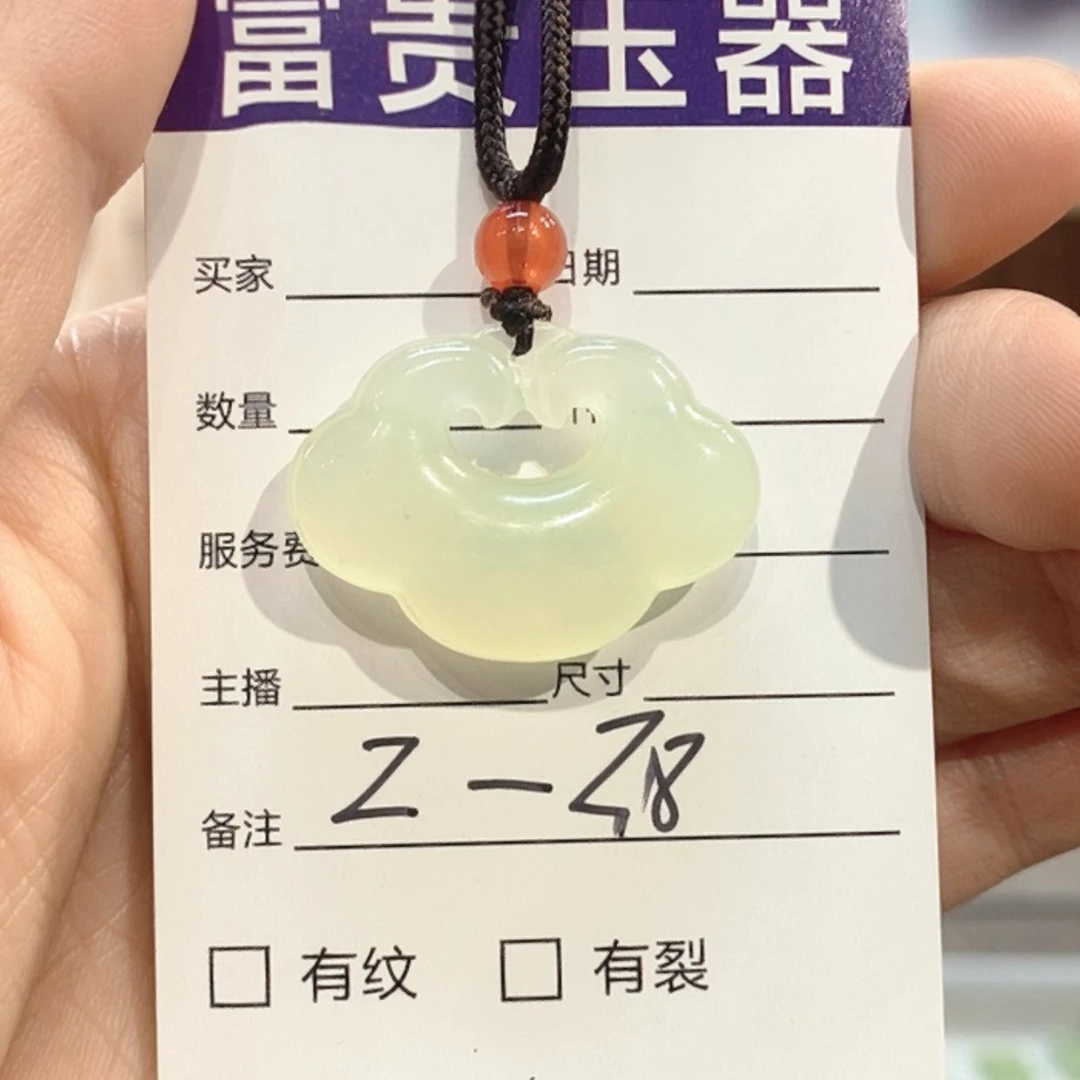 富贵玉器
买家 日期
数量
服务费
主播 尺寸
备注 Z-28
有纹 有裂